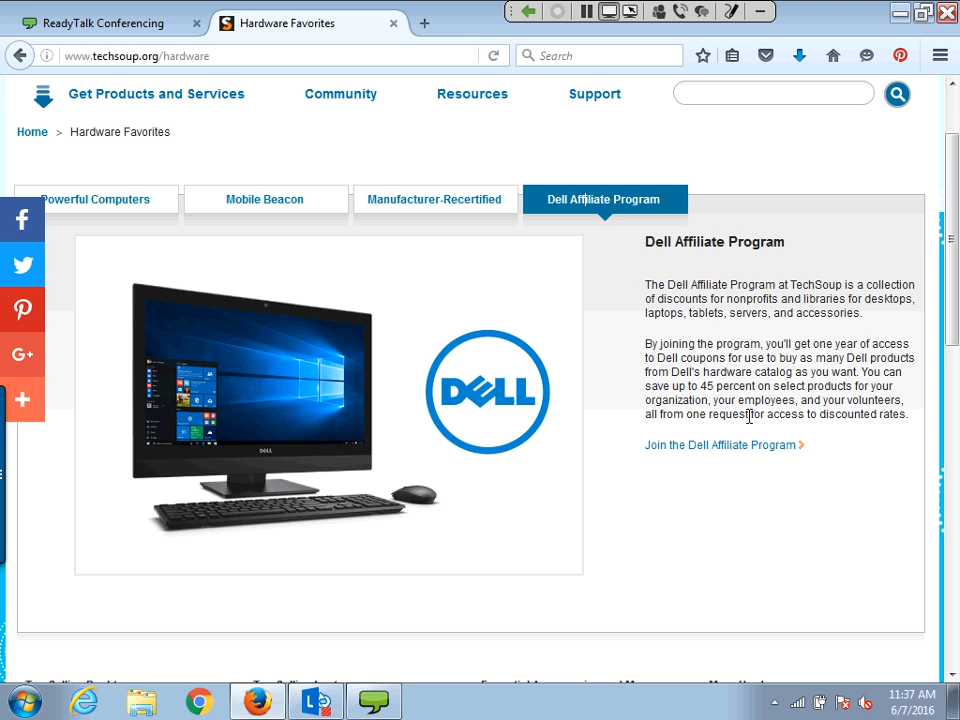 ReadyTalk Conferencing
Hardware Favorites
www.techsoup.org/hardware
Search
Get Products and Services
Community
Resources
Support
Home > Hardware Favorites
Powerful Computers
Mobile Beacon
Manufacturer-Recertified
Dell Affiliate Program
Dell Affiliate Program
The Dell Affiliate Program at TechSoup is a collection
of discounts for nonprofits and libraries for desktops,
laptops, tablets, servers, and accessories.
By joining the program, you'll get one year of access
to Dell coupons for use to buy as many Dell products
from Dell's hardware catalog as you want. You can
save up to 45 percent on select products for your
organization, your employees, and your volunteers,
all from one request for access to discounted rates.
Join the Dell Affiliate Program
DELL
DELL
11:37 AM
6/7/2016